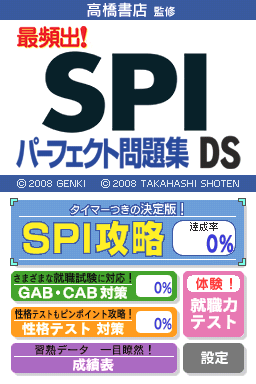 高橋書店 監修
最頻出!
SPI
パーフェクト問題集 DS
©2008 GENKI ©2008 TAKAHASHI SHOTEN
タイマーつきの決定版!
SPI攻略
達成率
0%
さまざまな就職試験に対応!
GAB・CAB 対策
0%
性格テストもピンポイント攻略!
性格テスト 対策
0%
体験!
就職力
テスト
習熟データ 一目瞭然!
成績表
設定